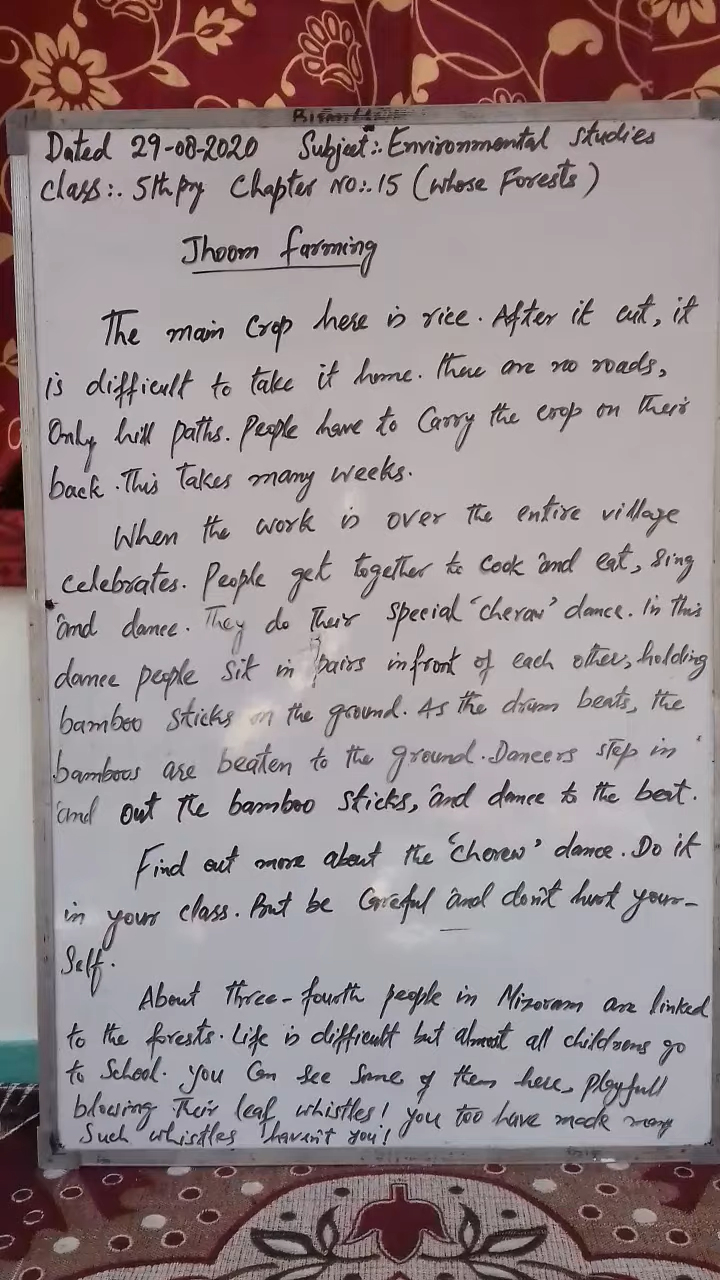 Dated 29-08-2020 Subject:. Environmental studies
class:. 5th pry Chapter No:. 15 (whose Forests)
Jhoom farming
The main Crop here is rice. After it cut, it
is difficult to take it home. There are no roads,
Only hill paths. People have to Carry the crop on their
back. This Takes many weeks.
When the work is over the entire village
celebrates. People get together to cook and eat, sing
and dance. They do their special 'cheraw' dance. In this
dance people sit in pairs infront of each other, holding
bamboo sticks on the ground. As the drum beats, the
bamboos are beaten to the ground. Dancers step in
and out the bamboo sticks, and dance to the beat.
Find out more about the 'cherew' dance. Do it
in your class. But be Careful and don't hurt your-
Self.
About Three-fourth people in Mizoram are linked
to the forests. Life is difficult but almost all childrens go
to School. You Can See Some of them here, playfull
blowing Their leaf whistles! you too have made many
Such whistles haven't you!